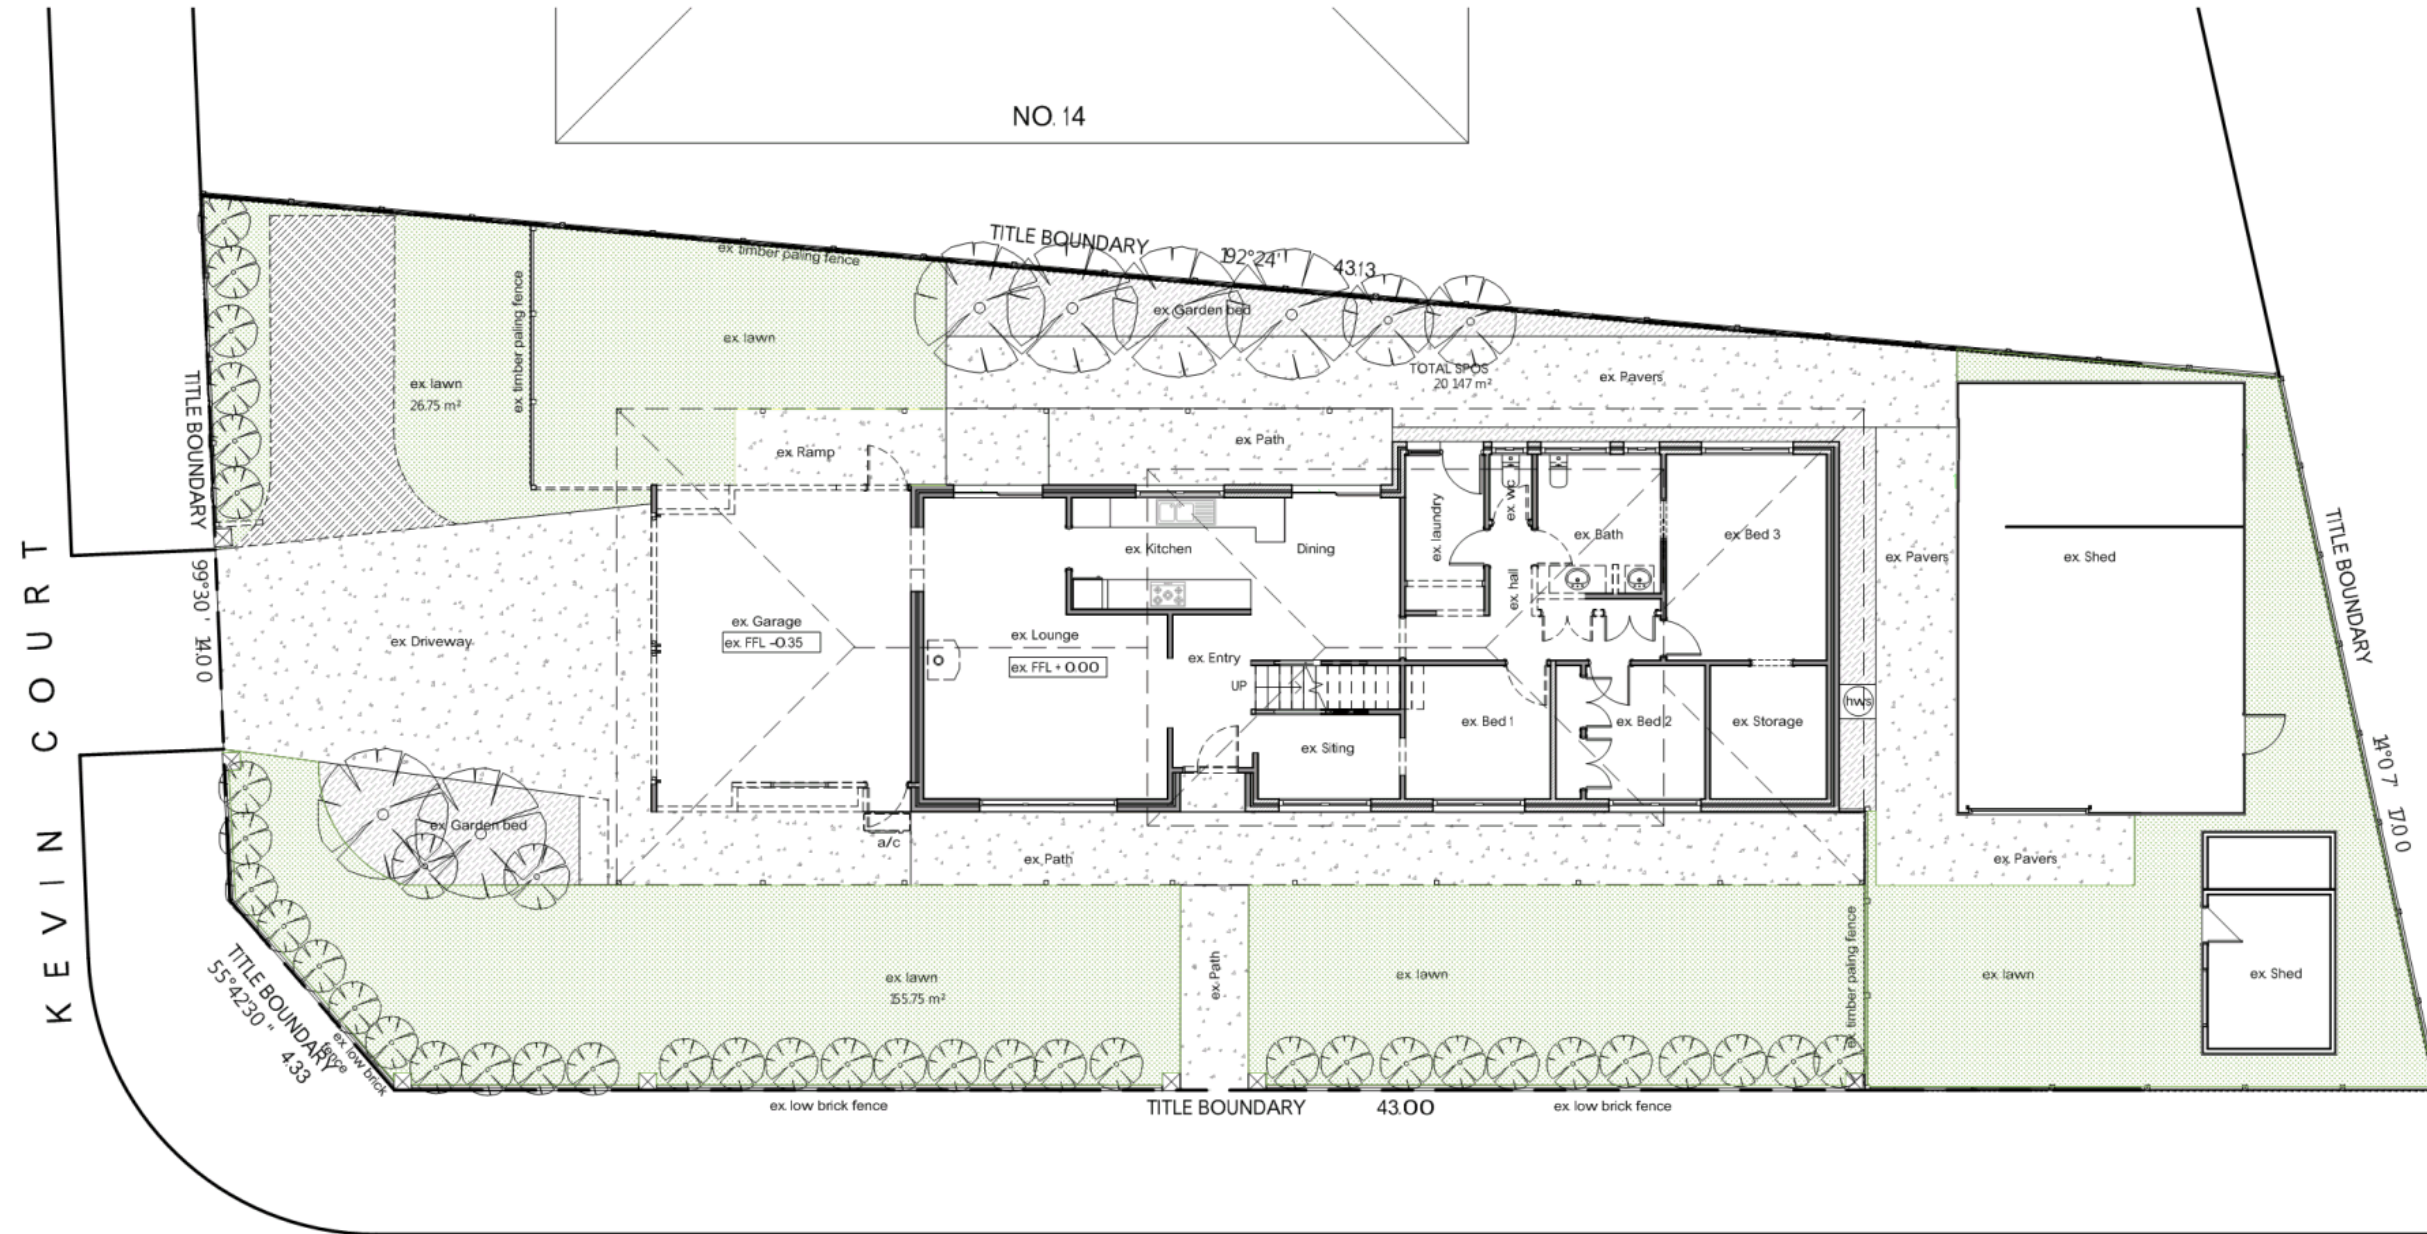 NO. 14
TITLE BOUNDARY 192°24' 43.13
ex timber paling fence
ex timber paling fence
ex Garden bed
ex lawn
TOTAL SPOS
20 147 m²
ex Pavers
ex lawn
26.75 m²
TITLE BOUNDARY
99°30' 14.00
ex Ramp
ex Path
ex laundry
ex wc
ex Bath
ex Bed 3
ex Kitchen
Dining
ex hall
ex Pavers
ex Shed
TITLE BOUNDARY
14°07' 17.00
KEVIN COURT
ex Driveway
ex Garage
ex FFL -0.35
ex Lounge
ex FFL + 0.00
ex Entry
UP
ex Bed 1
ex Bed 2
ex Storage
hws
ex Siting
ex Garden bed
a/c
ex Path
ex Pavers
ex timber paling fence
ex lawn
155.75 m²
ex Path
ex lawn
ex lawn
ex Shed
TITLE BOUNDARY
55°42'30" 4.33
ex low brick
fence
ex low brick fence
TITLE BOUNDARY 43.00
ex low brick fence